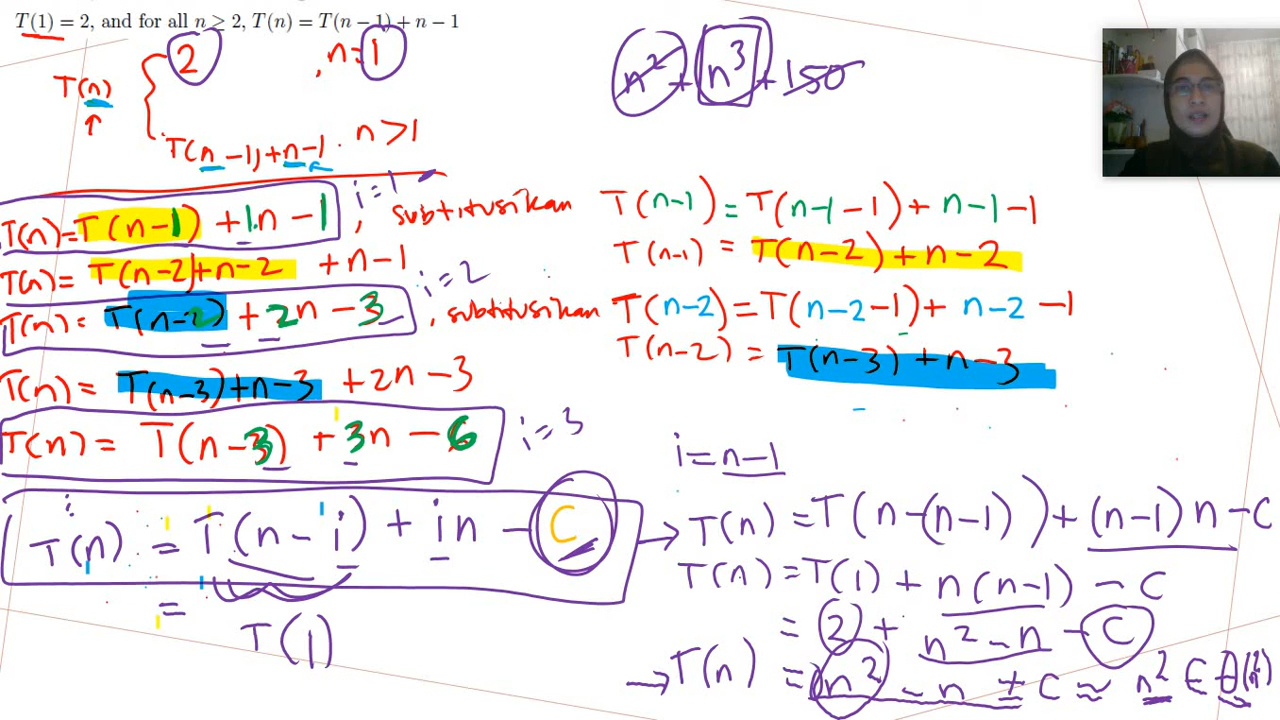 T(1) = 2, and for all n ≥ 2, T(n) = T(n − 1) + n − 1
T(n) { 2 , n=1
T(n-1)+n-1 . n>1
n² + n³ + 150
T(n)=T(n-1) +1n -1 , subtitusikan i=1
T(n-1)=T(n-1-1)+n-1-1
T(n)= T(n-2)+n-2 +n-1
T(n-1) = T(n-2)+n-2
T(n)= T(n-2) + 2n -3 , subtitusikan i=2
T(n-2)=T(n-2-1)+ n-2 -1
T(n)= T(n-3)+n-3 +2n-3
T(n-2) = T(n-3)+n-3
T(n)= T(n-3) +3n -6 i=3
i=n-1
i
T(n) = T(n-i) + in - C
→ T(n) =T(n-(n-1))+(n-1)n-C
= T(1)
T(n)=T(1) + n(n-1) - C
= 2 + n²-n - C
→T(n) = n² - n ± C ≈ n² ∈ θ(n²)